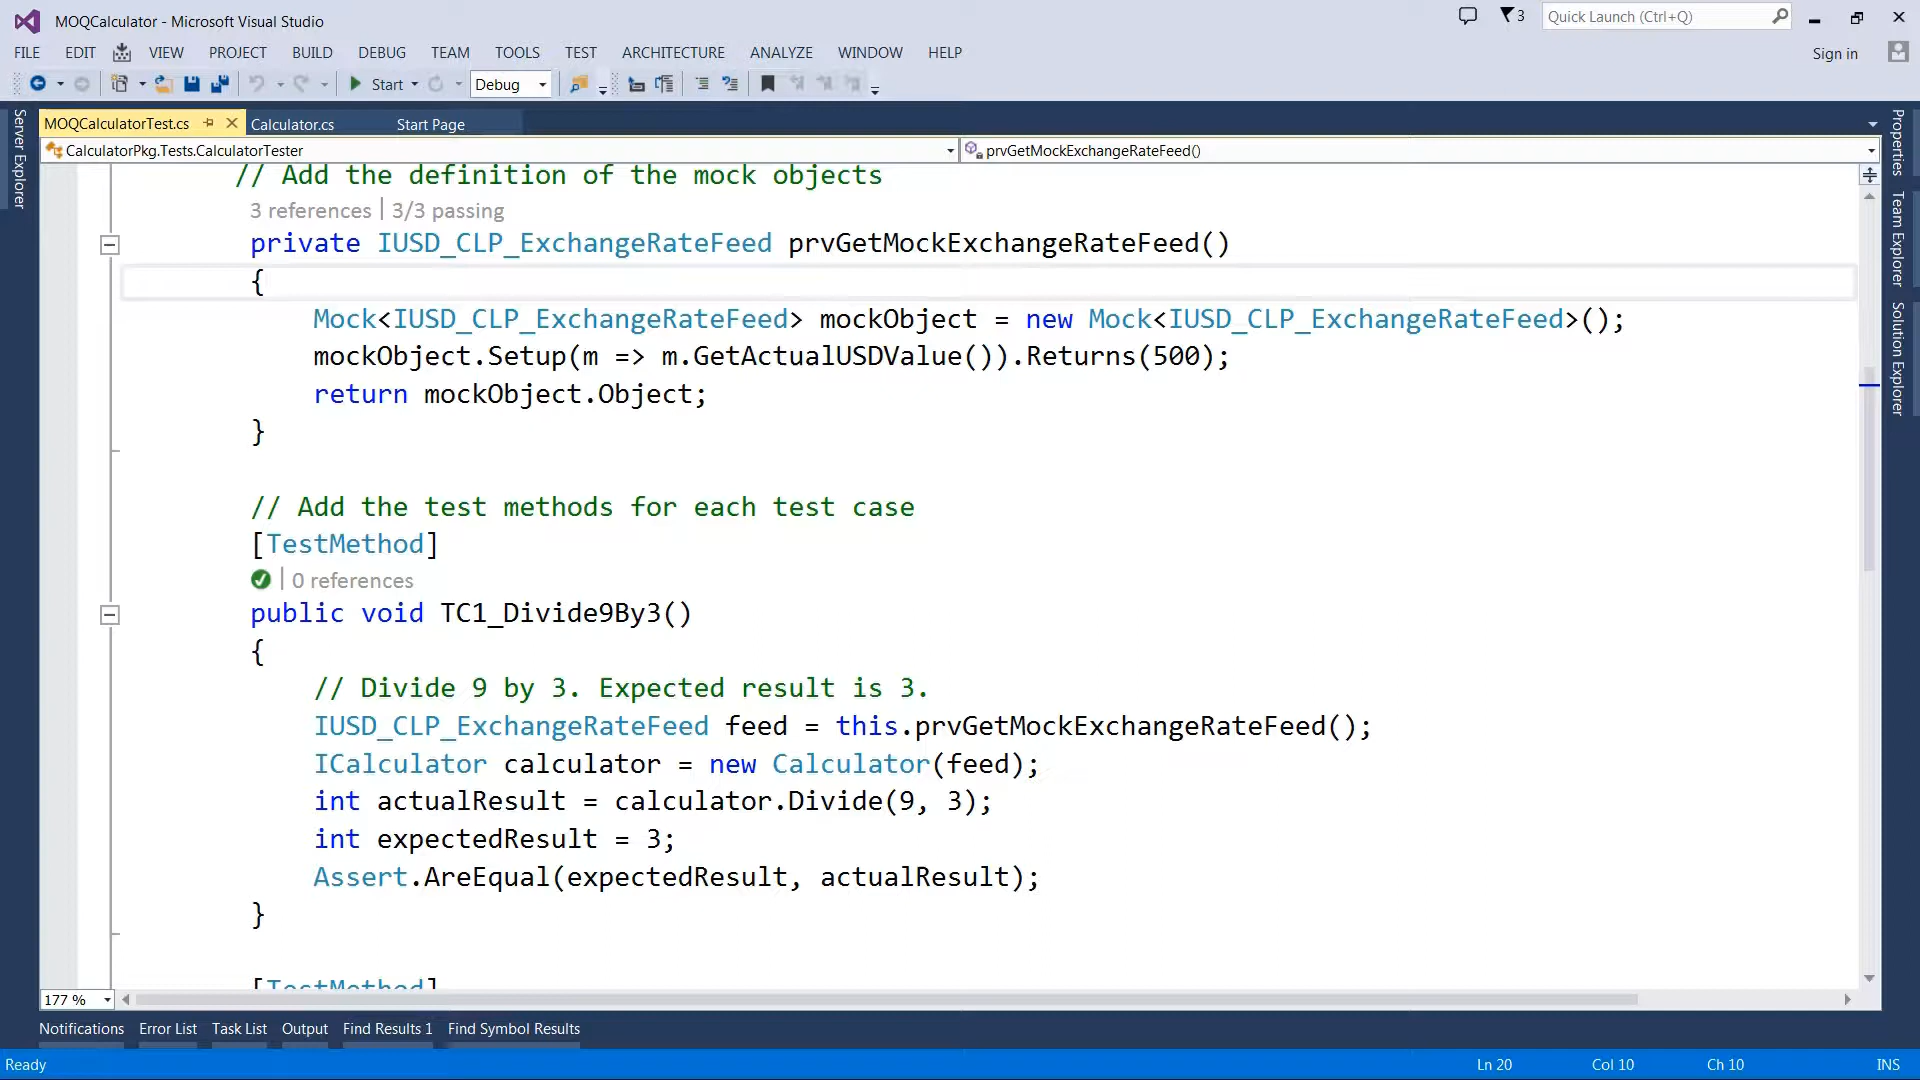 MOQCalculator - Microsoft Visual Studio
3
Quick Launch (Ctrl+Q)
FILE EDIT VIEW PROJECT BUILD DEBUG TEAM TOOLS TEST ARCHITECTURE ANALYZE WINDOW HELP
Sign in
Start Debug
Server Explorer
MOQCalculatorTest.cs Calculator.cs Start Page
CalculatorPkg.Tests.CalculatorTester prvGetMockExchangeRateFeed()
// Add the definition of the mock objects
3 references | 3/3 passing
private IUSD_CLP_ExchangeRateFeed prvGetMockExchangeRateFeed()
{
Mock<IUSD_CLP_ExchangeRateFeed> mockObject = new Mock<IUSD_CLP_ExchangeRateFeed>();
mockObject.Setup(m => m.GetActualUSDValue()).Returns(500);
return mockObject.Object;
}
// Add the test methods for each test case
[TestMethod]
| 0 references
public void TC1_Divide9By3()
{
// Divide 9 by 3. Expected result is 3.
IUSD_CLP_ExchangeRateFeed feed = this.prvGetMockExchangeRateFeed();
ICalculator calculator = new Calculator(feed);
int actualResult = calculator.Divide(9, 3);
int expectedResult = 3;
Assert.AreEqual(expectedResult, actualResult);
}
[TestMethod]
Properties
Team Explorer
Solution Explorer
177 %
Notifications Error List Task List Output Find Results 1 Find Symbol Results
Ready
Ln 20 Col 10 Ch 10 INS